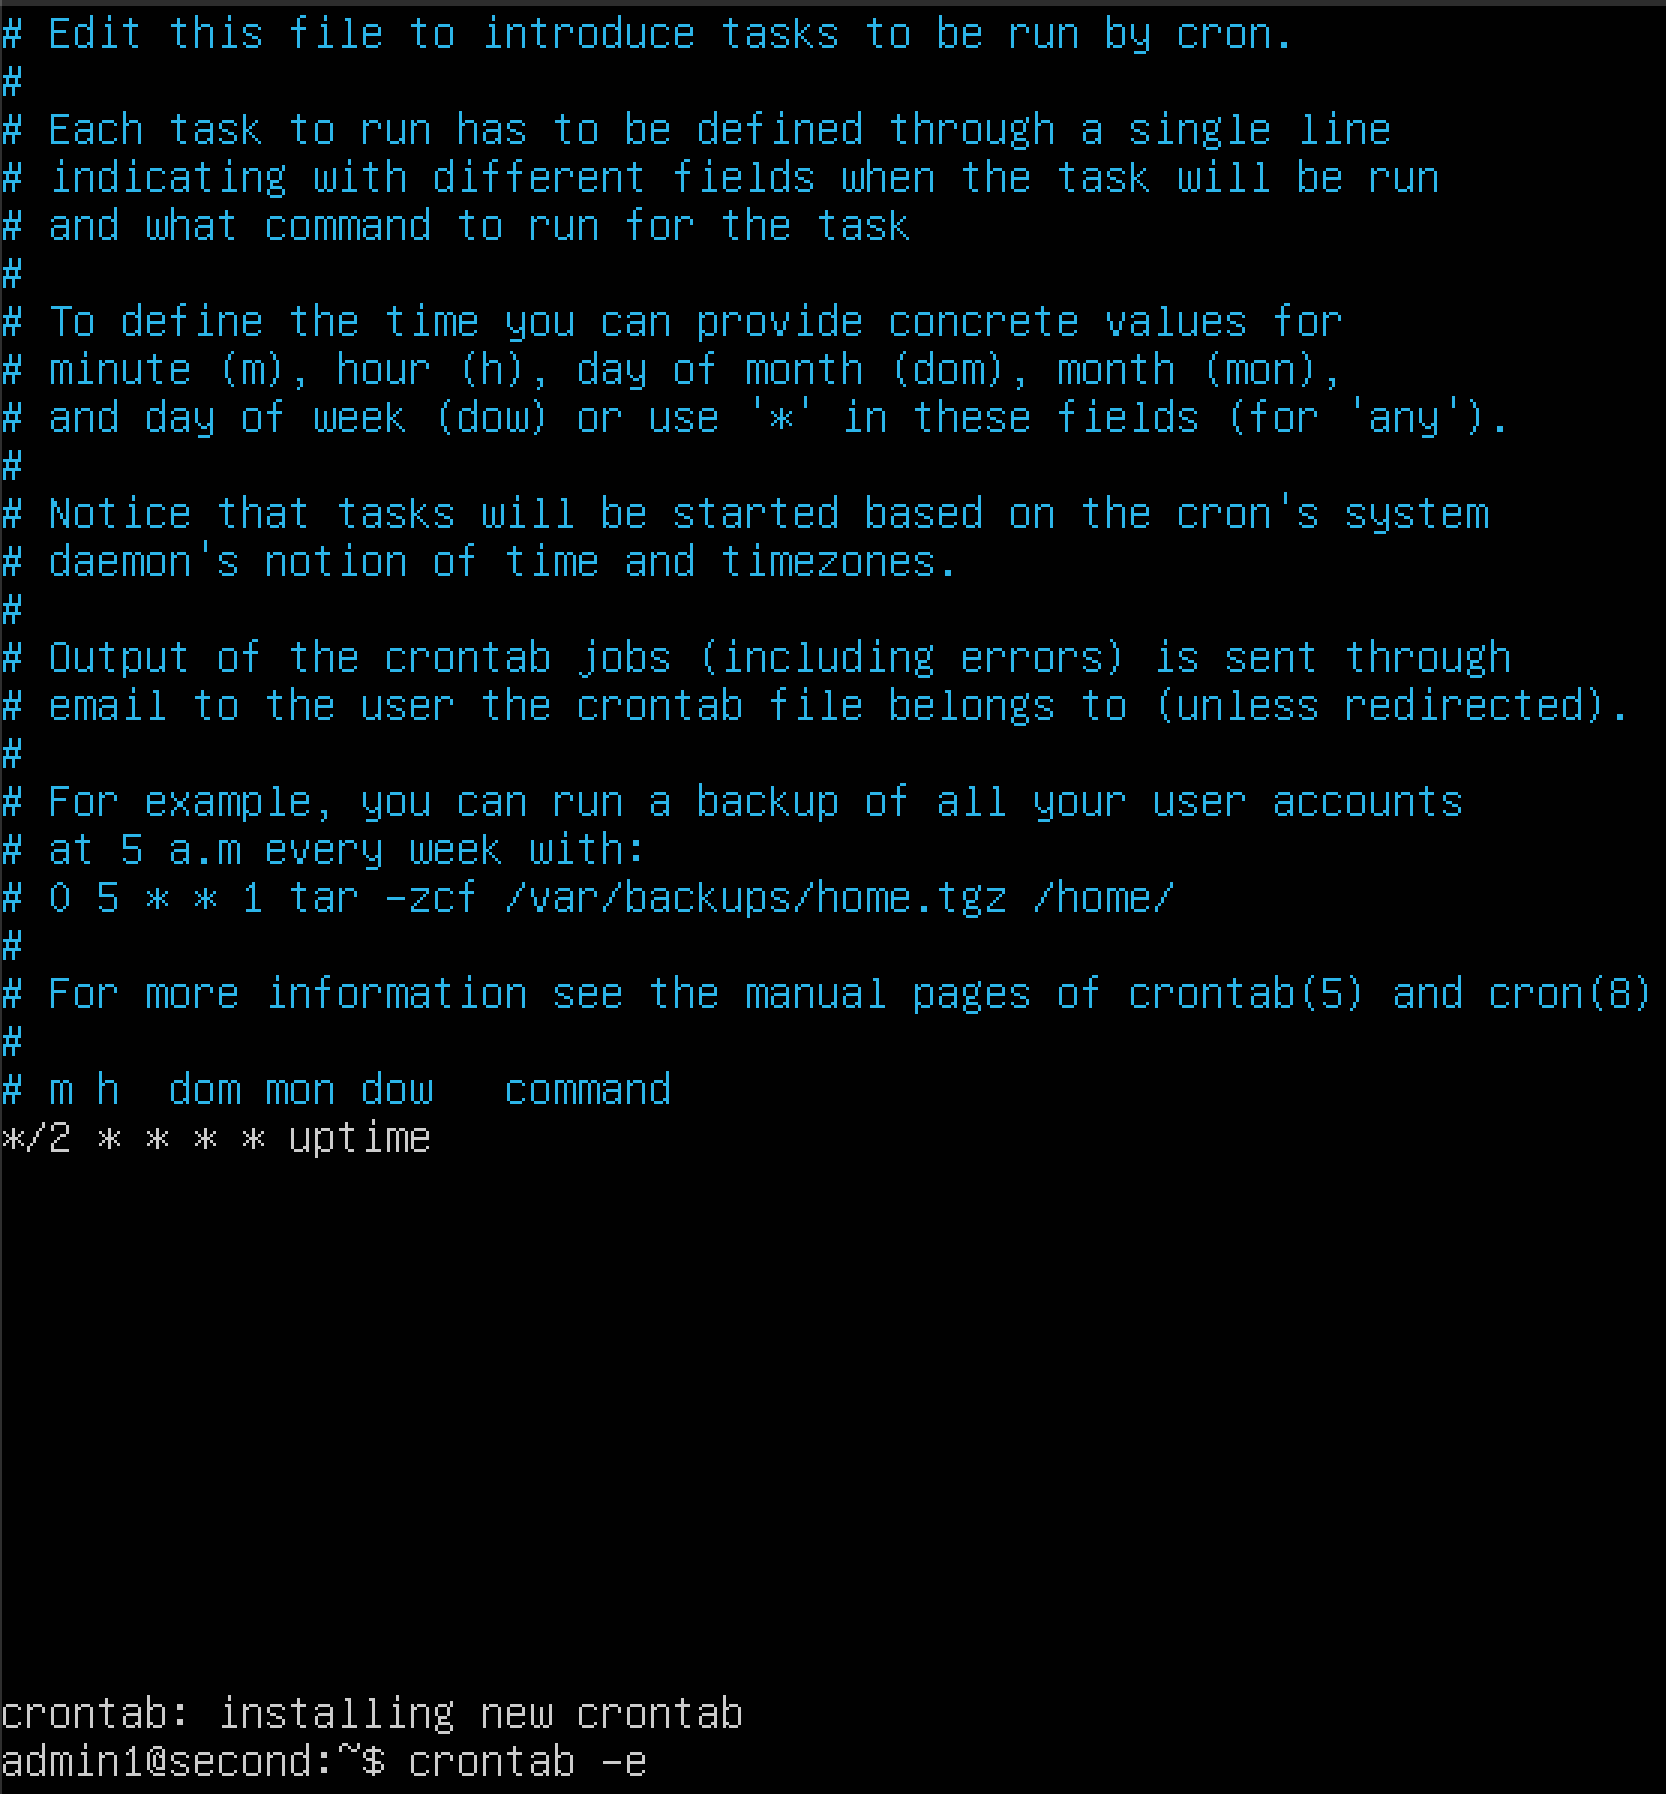 # Edit this file to introduce tasks to be run by cron.
#
# Each task to run has to be defined through a single line
# indicating with different fields when the task will be run
# and what command to run for the task
#
# To define the time you can provide concrete values for
# minute (m), hour (h), day of month (dom), month (mon),
# and day of week (dow) or use '*' in these fields (for 'any').
#
# Notice that tasks will be started based on the cron's system
# daemon's notion of time and timezones.
#
# Output of the crontab jobs (including errors) is sent through
# email to the user the crontab file belongs to (unless redirected).
#
# For example, you can run a backup of all your user accounts
# at 5 a.m every week with:
# 0 5 * * 1 tar -zcf /var/backups/home.tgz /home/
#
# For more information see the manual pages of crontab(5) and cron(8)
#
# m h  dom mon dow   command
*/2 * * * * uptime
crontab: installing new crontab
admin1@second:~$ crontab -e